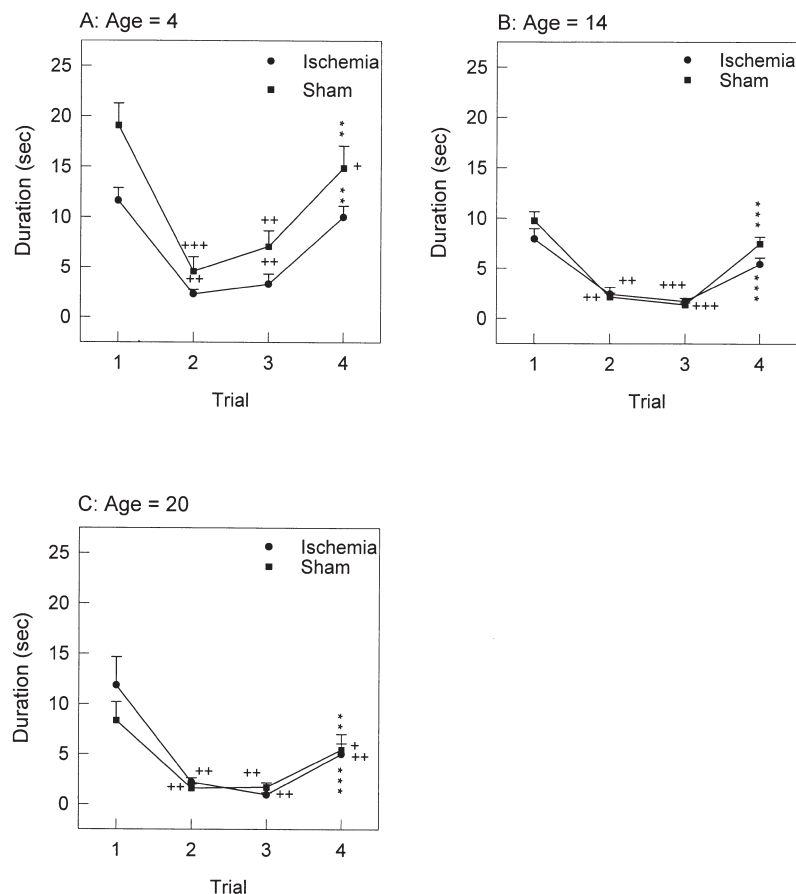 A: Age = 4
Ischemia
Sham
25
20
15
10
5
0
Duration (sec)
**
+
**
+++
++
++
++
1 2 3 4
Trial
B: Age = 14
Ischemia
Sham
25
20
15
10
5
0
Duration (sec)
***
++
+++
++
+++
***
1 2 3 4
Trial
C: Age = 20
Ischemia
Sham
25
20
15
10
5
0
Duration (sec)
**
+
++
++
++
++
++
***
1 2 3 4
Trial